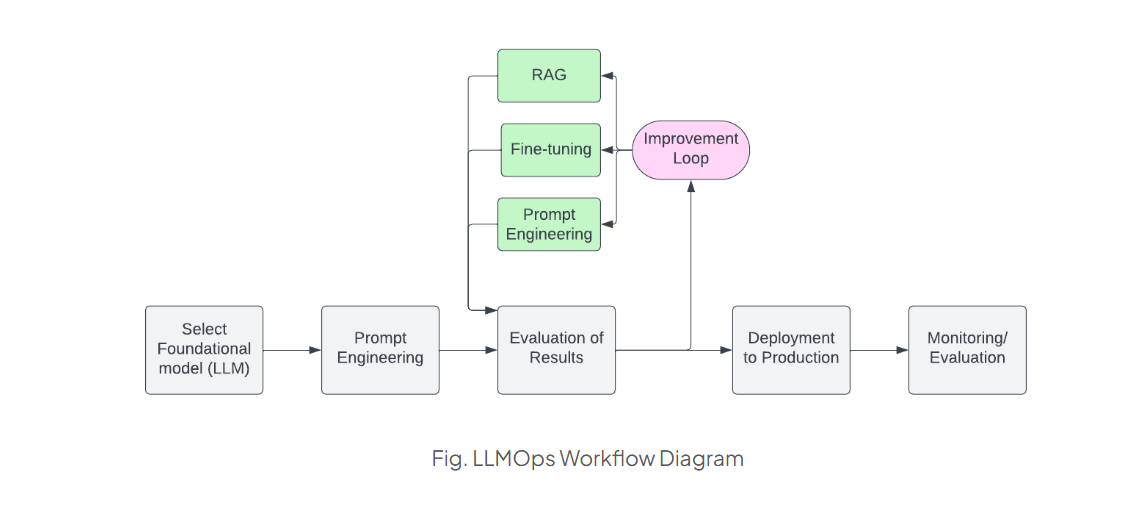 RAG
Fine-tuning
Improvement
Loop
Prompt
Engineering
Select
Foundational
model (LLM)
Prompt
Engineering
Evaluation of
Results
Deployment
to Production
Monitoring/
Evaluation
Fig. LLMOps Workflow Diagram